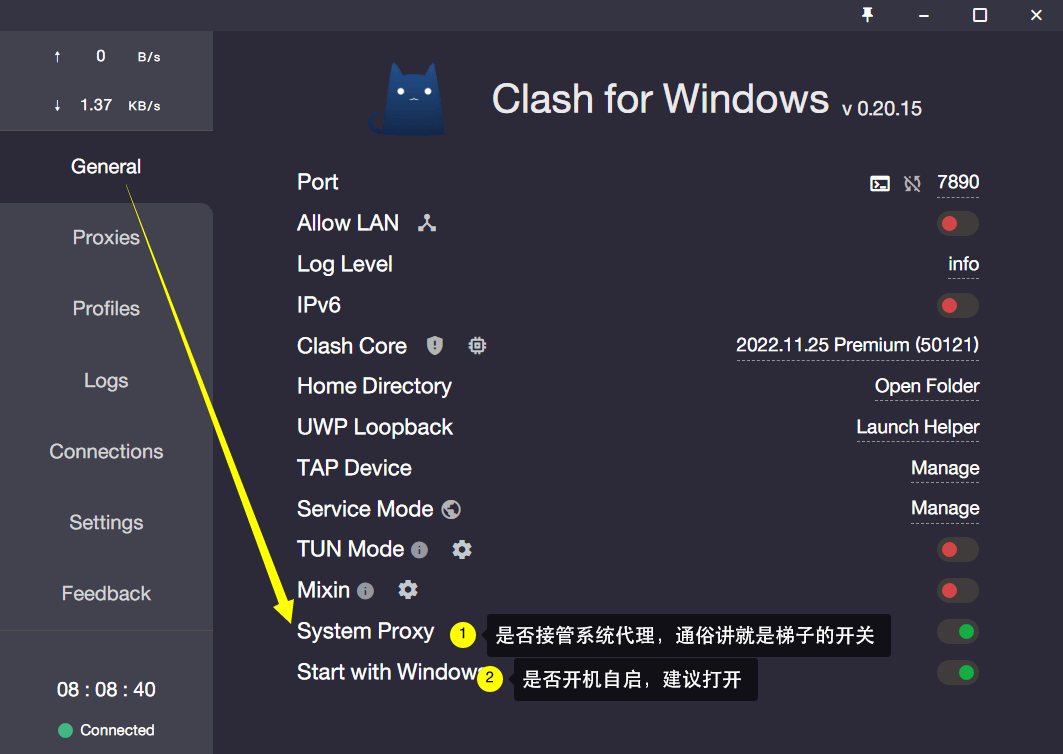 ↑ 0 B/s
↓ 1.37 KB/s
General
Proxies
Profiles
Logs
Connections
Settings
Feedback
08 : 08 : 40
Connected
Clash for Windows v 0.20.15
Port 7890
Allow LAN
Log Level info
IPv6
Clash Core 2022.11.25 Premium (50121)
Home Directory Open Folder
UWP Loopback Launch Helper
TAP Device Manage
Service Mode Manage
TUN Mode
Mixin
System Proxy 1 是否接管系统代理，通俗讲就是梯子的开关
Start with Windows 2 是否开机自启，建议打开